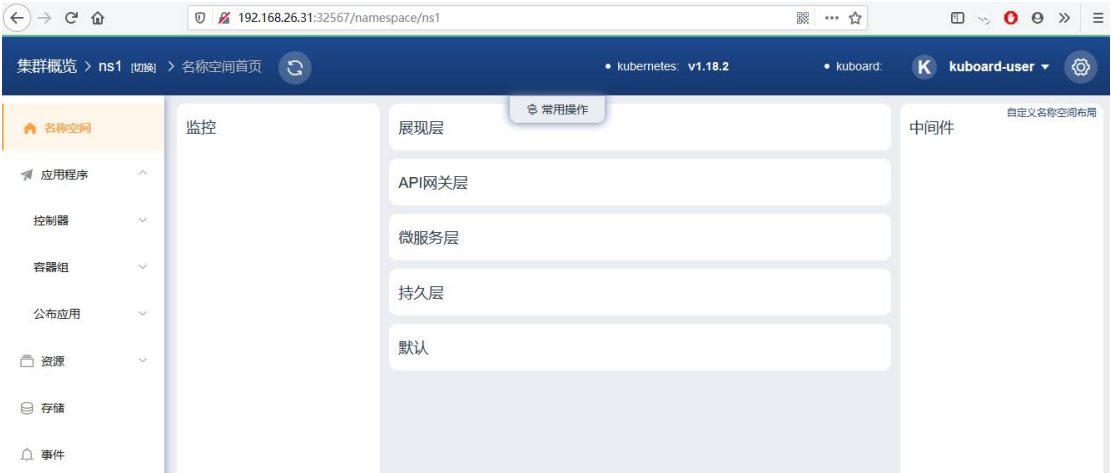 192.168.26.31:32567/namespace/ns1
集群概览 > ns1 [切换] > 名称空间首页
• kubernetes: v1.18.2
• kuboard:
K kuboard-user
常用操作
自定义名称空间布局
名称空间
应用程序
控制器
容器组
公布应用
资源
存储
事件
监控
展现层
API网关层
微服务层
持久层
默认
中间件